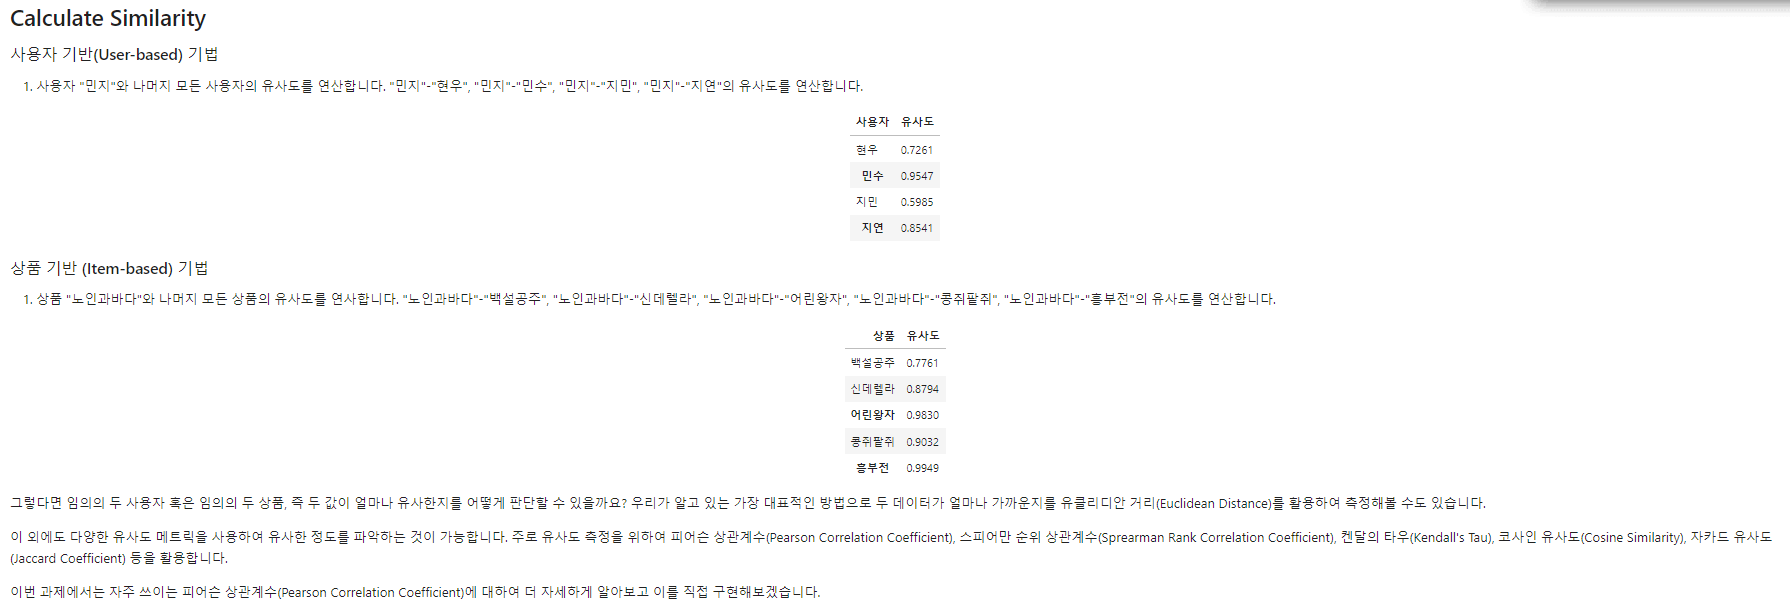 Calculate Similarity
사용자 기반(User-based) 기법
1. 사용자 "민지"와 나머지 모든 사용자의 유사도를 연산합니다. "민지"-"현우", "민지"-"민수", "민지"-"지민", "민지"-"지연"의 유사도를 연산합니다.
사용자 유사도
현우 0.7261
민수 0.9547
지민 0.5985
지연 0.8541
상품 기반 (Item-based) 기법
1. 상품 "노인과바다"와 나머지 모든 상품의 유사도를 연사합니다. "노인과바다"-"백설공주", "노인과바다"-"신데렐라", "노인과바다"-"어린왕자", "노인과바다"-"콩쥐팥쥐", "노인과바다"-"흥부전"의 유사도를 연산합니다.
상품 유사도
백설공주 0.7761
신데렐라 0.8794
어린왕자 0.9830
콩쥐팥쥐 0.9032
흥부전 0.9949
그렇다면 임의의 두 사용자 혹은 임의의 두 상품, 즉 두 값이 얼마나 유사한지를 어떻게 판단할 수 있을까요? 우리가 알고 있는 가장 대표적인 방법으로 두 데이터가 얼마나 가까운지를 유클리디안 거리(Euclidean Distance)를 활용하여 측정해볼 수도 있습니다.
이 외에도 다양한 유사도 메트릭을 사용하여 유사한 정도를 파악하는 것이 가능합니다. 주로 유사도 측정을 위하여 피어슨 상관계수(Pearson Correlation Coefficient), 스피어만 순위 상관계수(Sprearman Rank Correlation Coefficient), 켄달의 타우(Kendall's Tau), 코사인 유사도(Cosine Similarity), 자카드 유사도
(Jaccard Coefficient) 등을 활용합니다.
이번 과제에서는 자주 쓰이는 피어슨 상관계수(Pearson Correlation Coefficient)에 대하여 더 자세하게 알아보고 이를 직접 구현해보겠습니다.